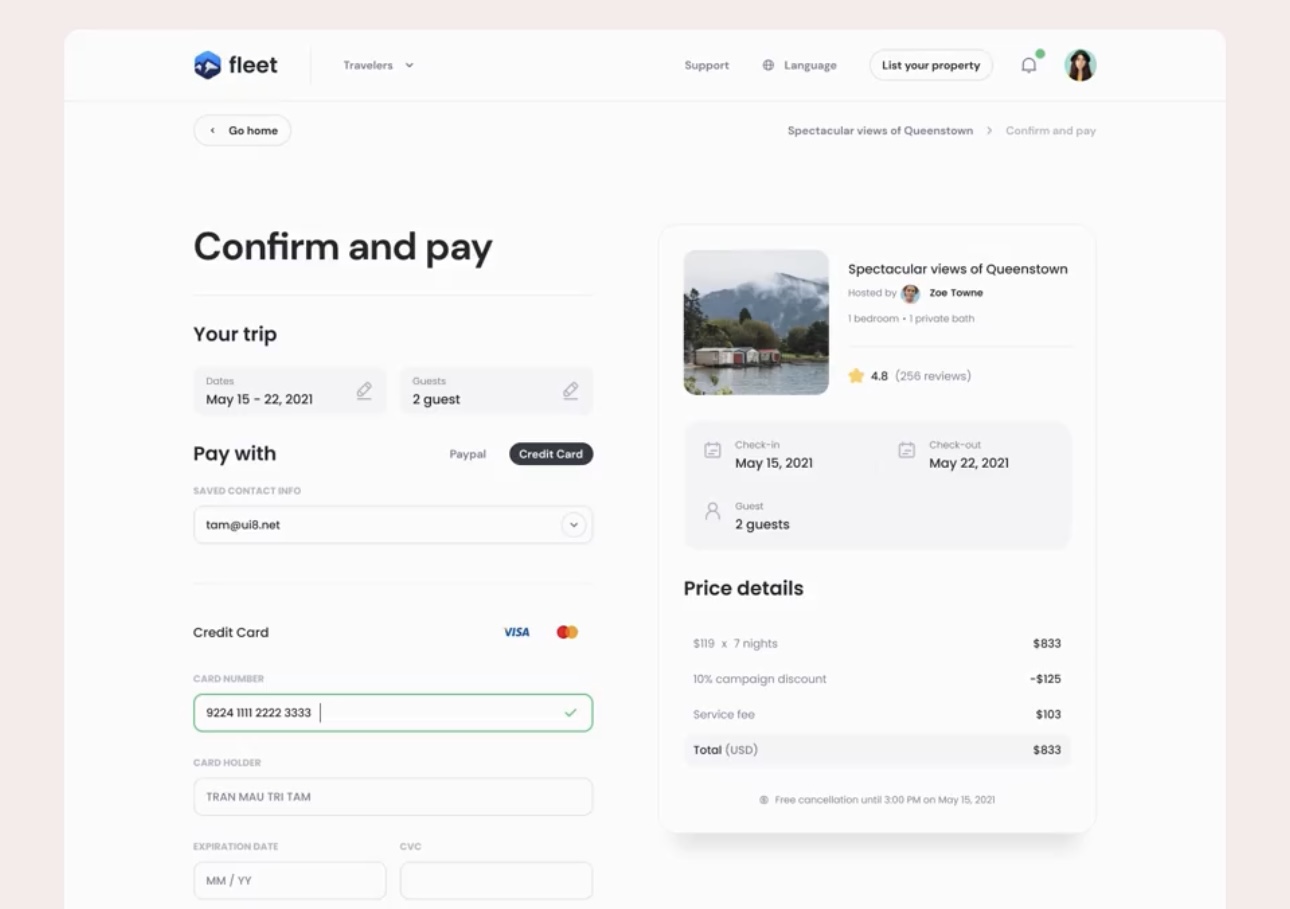 fleet
Travelers
Support
Language
List your property
Go home
Spectacular views of Queenstown > Confirm and pay
Confirm and pay
Your trip
Dates
May 15 - 22, 2021
Guests
2 guest
Pay with
Paypal
Credit Card
SAVED CONTACT INFO
tam@ui8.net
Credit Card
VISA
CARD NUMBER
9224 1111 2222 3333
CARD HOLDER
TRAN MAU TRI TAM
EXPIRATION DATE
MM / YY
CVC
Spectacular views of Queenstown
Hosted by Zoe Towne
1 bedroom • 1 private bath
4.8 (256 reviews)
Check-in
May 15, 2021
Check-out
May 22, 2021
Guest
2 guests
Price details
$119 x 7 nights $833
10% campaign discount -$125
Service fee $103
Total (USD) $833
Free cancellation until 3:00 PM on May 15, 2021